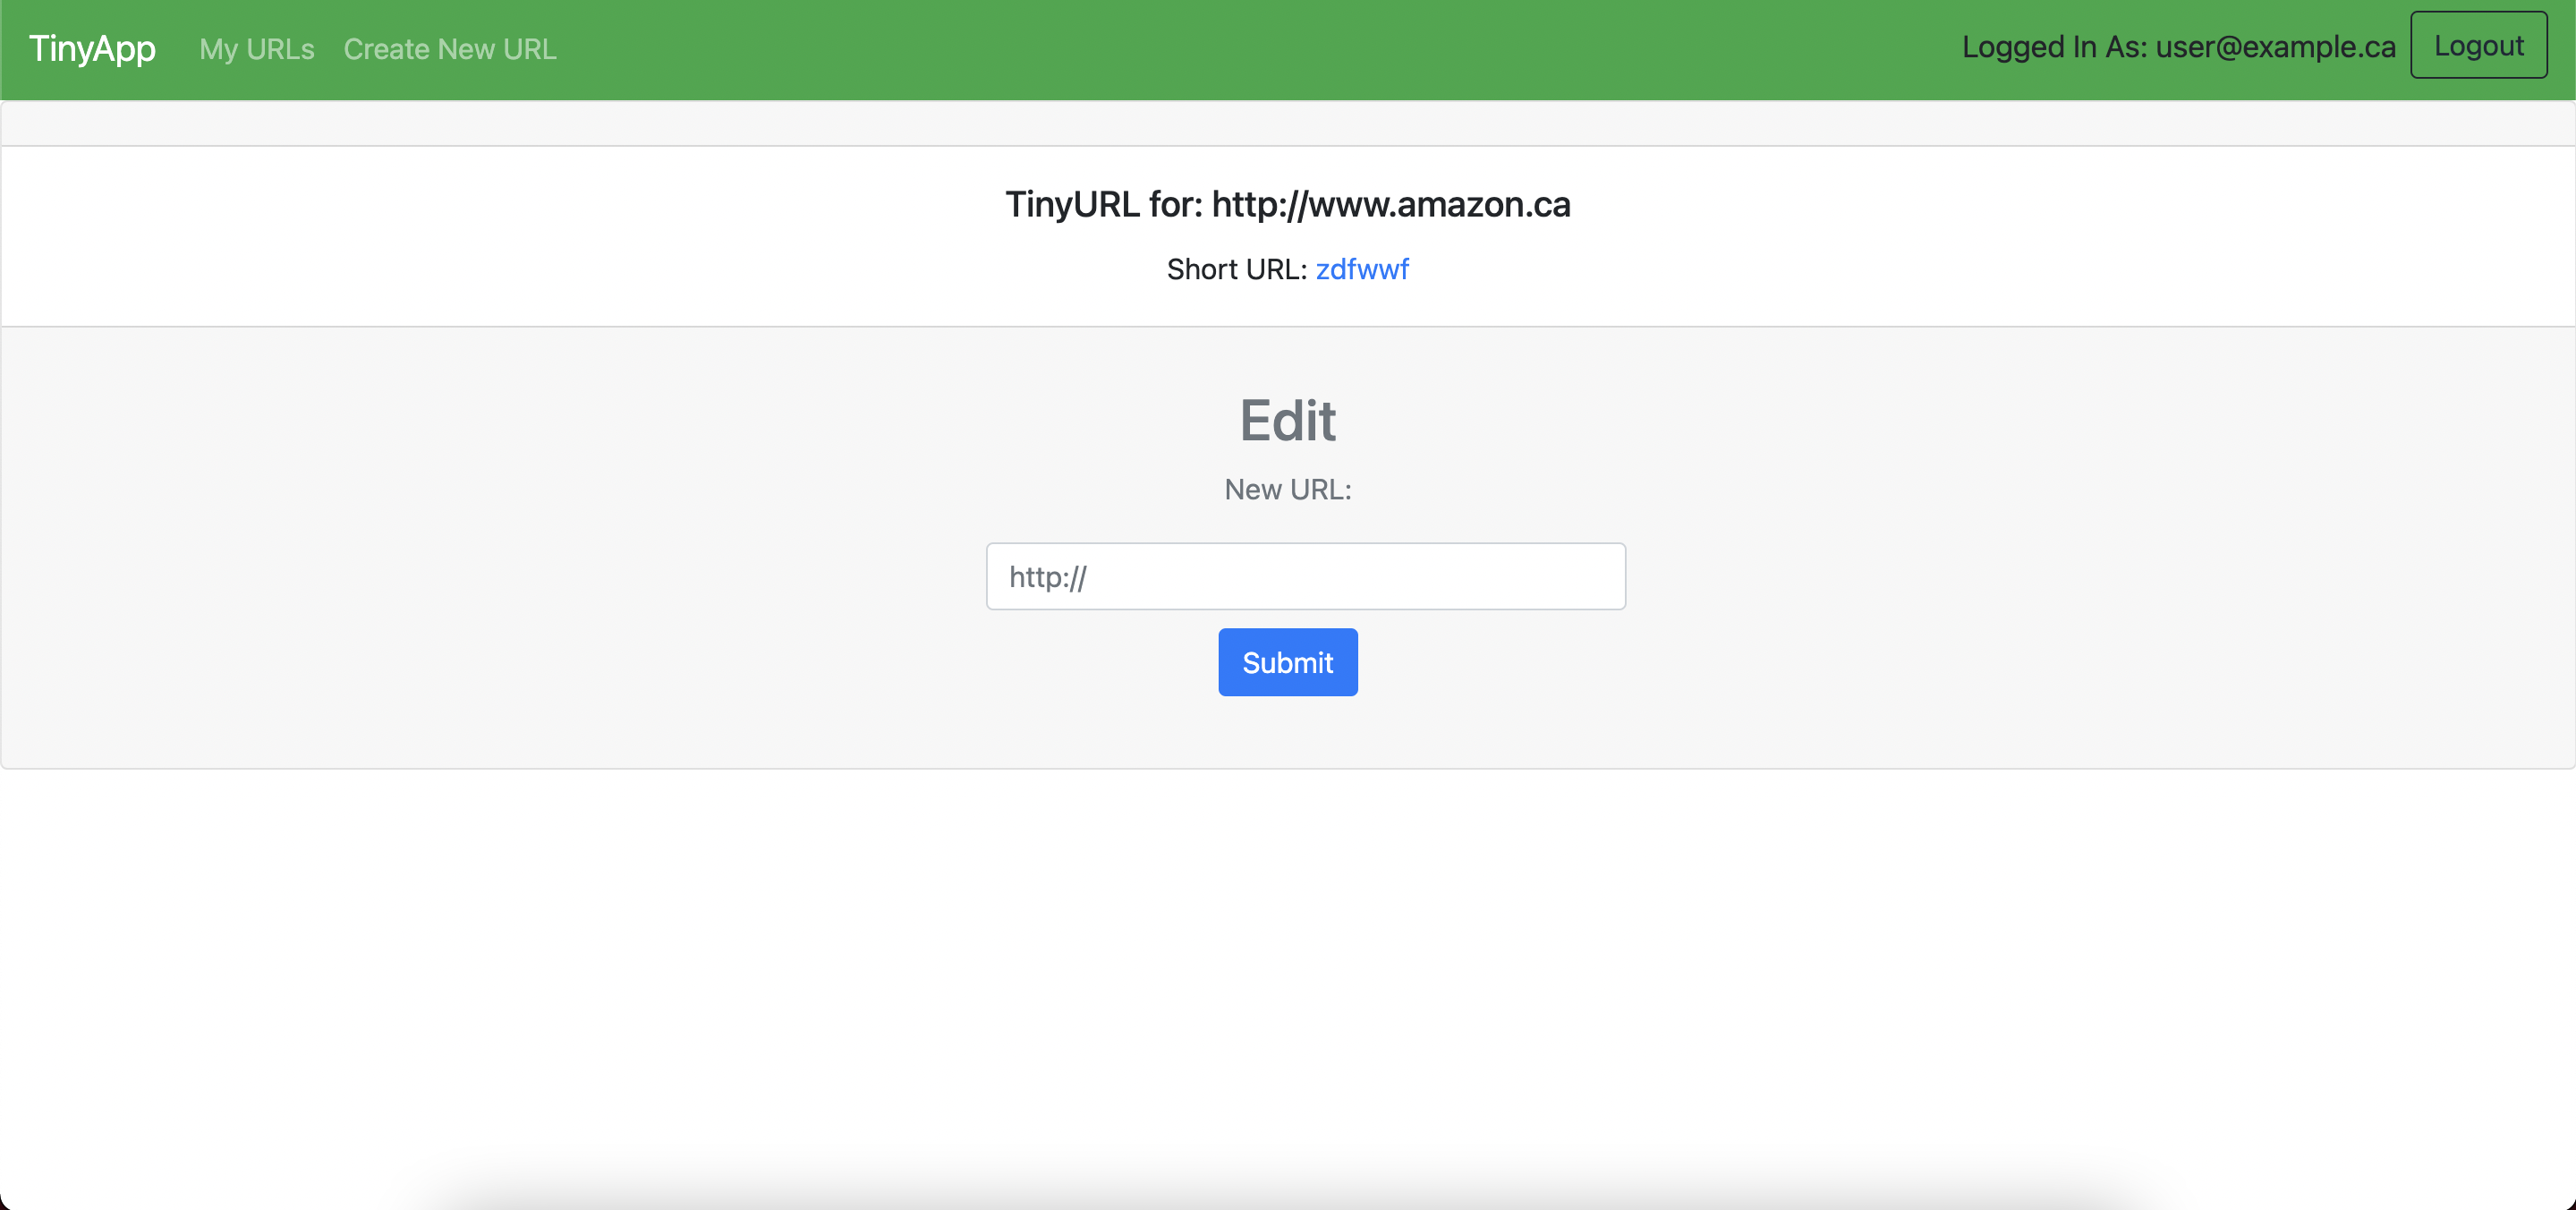 TinyApp My URLs Create New URL Logged In As: user@example.ca Logout
TinyURL for: http://www.amazon.ca
Short URL: zdfwwf
Edit
New URL:
http://
Submit